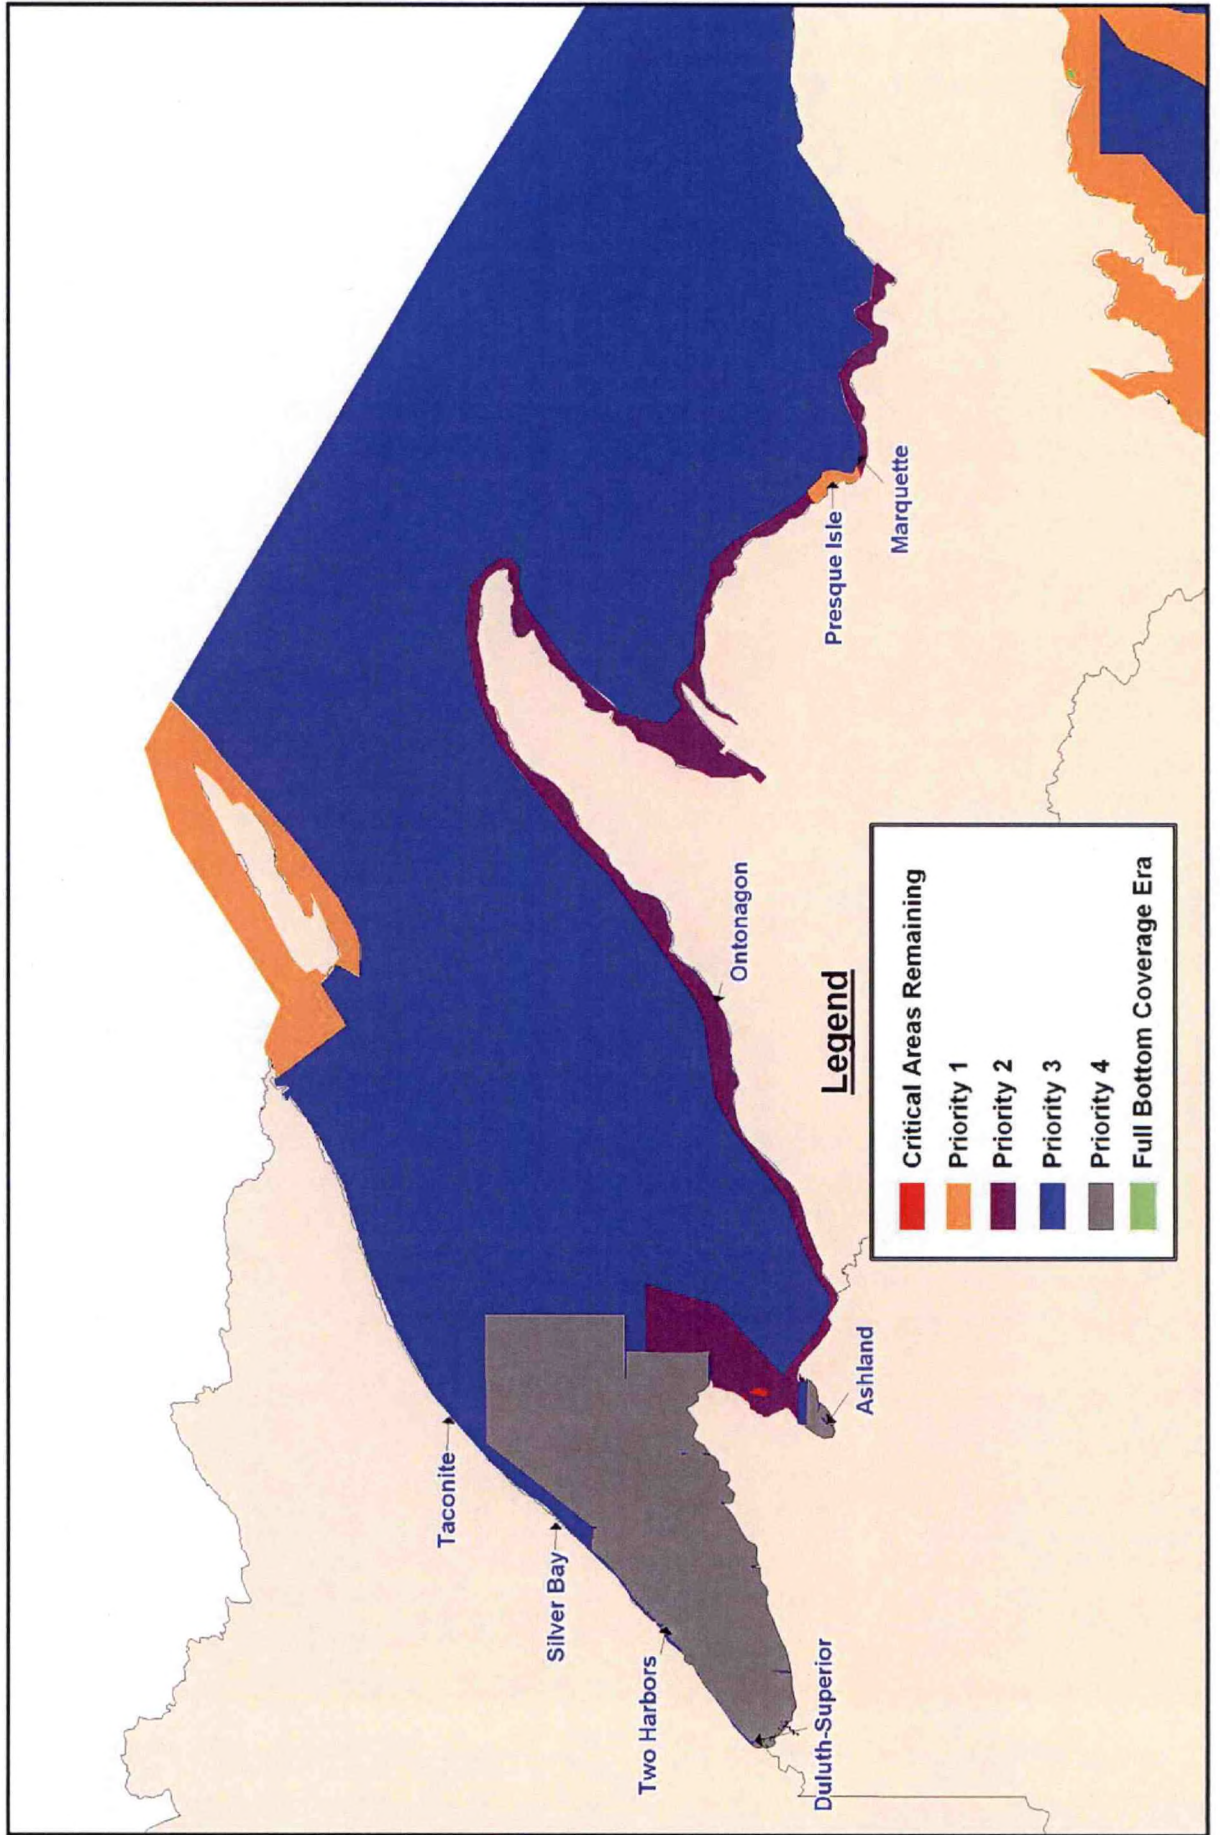 Taconite
Silver Bay
Two Harbors
Duluth-Superior
Ashland
Ontonagon
Presque Isle
Marquette
Legend
Critical Areas Remaining
Priority 1
Priority 2
Priority 3
Priority 4
Full Bottom Coverage Era